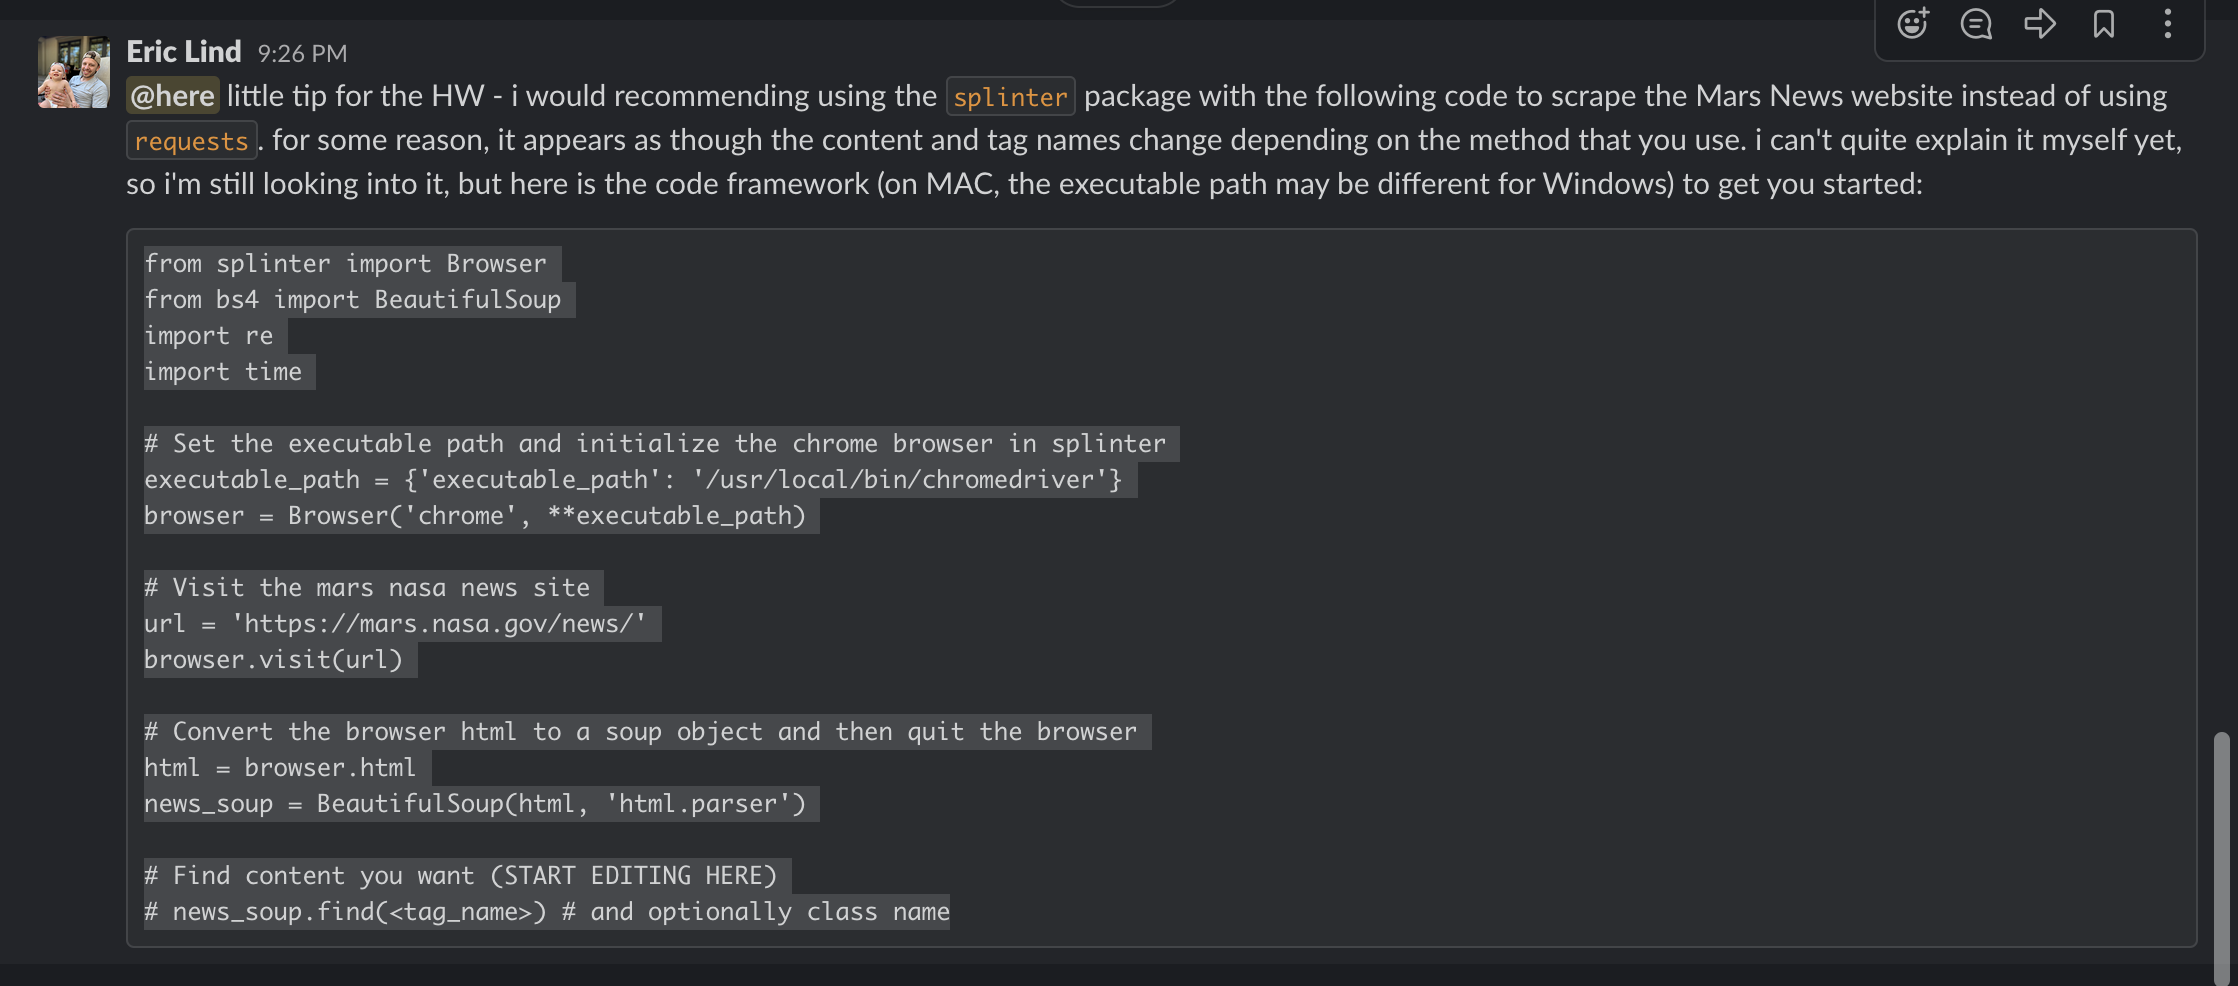 Eric Lind 9:26 PM
@here little tip for the HW - i would recommending using the splinter package with the following code to scrape the Mars News website instead of using
requests. for some reason, it appears as though the content and tag names change depending on the method that you use. i can't quite explain it myself yet,
so i'm still looking into it, but here is the code framework (on MAC, the executable path may be different for Windows) to get you started:
from splinter import Browser
from bs4 import BeautifulSoup
import re
import time
# Set the executable path and initialize the chrome browser in splinter
executable_path = {'executable_path': '/usr/local/bin/chromedriver'}
browser = Browser('chrome', **executable_path)
# Visit the mars nasa news site
url = 'https://mars.nasa.gov/news/'
browser.visit(url)
# Convert the browser html to a soup object and then quit the browser
html = browser.html
news_soup = BeautifulSoup(html, 'html.parser')
# Find content you want (START EDITING HERE)
# news_soup.find(<tag_name>) # and optionally class name